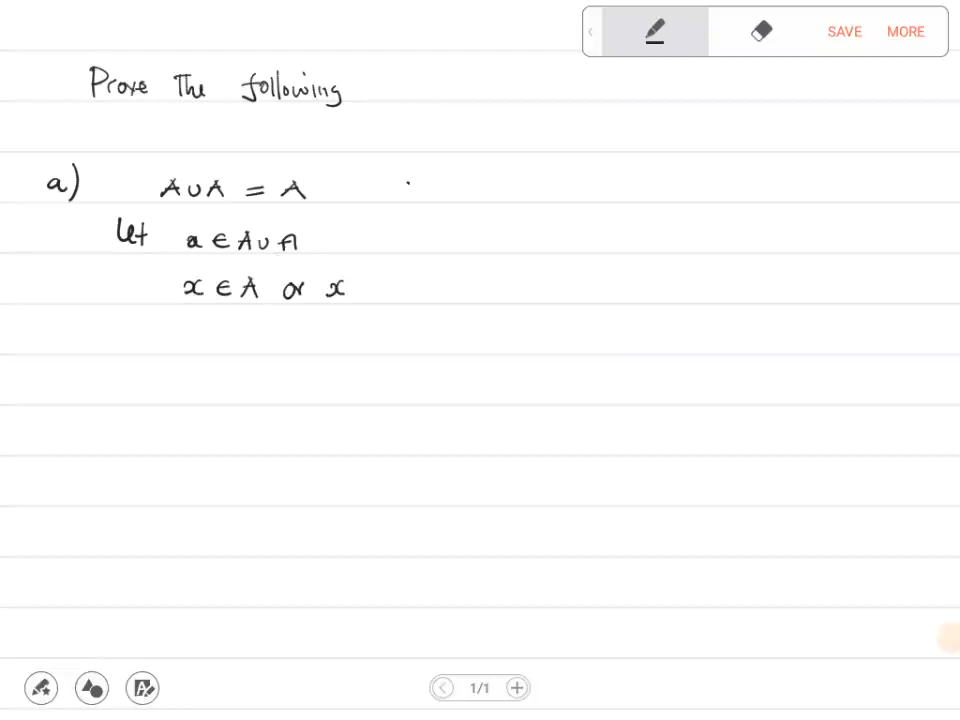 SAVE MORE
Prove The following
a) A∪A = A
Let x ∈ A∪A
x ∈ A or x
1/1